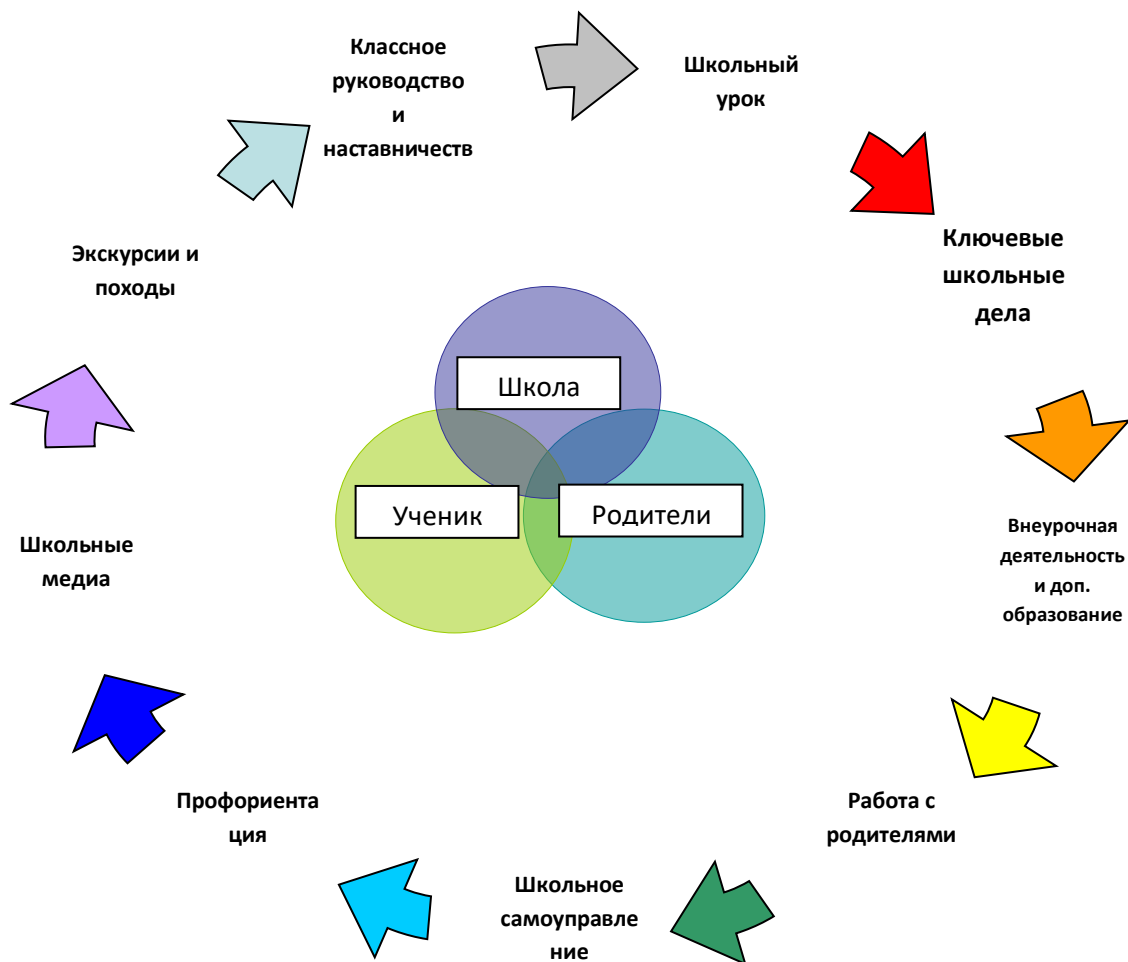 Классное
руководство
и
наставничеств
Школьный
урок
Ключевые
школьные
дела
Внеурочная
деятельность
и доп.
образование
Работа с
родителями
Школьное
самоуправле
ние
Профориента
ция
Школьные
медиа
Экскурсии и
походы
Школа
Ученик
Родители